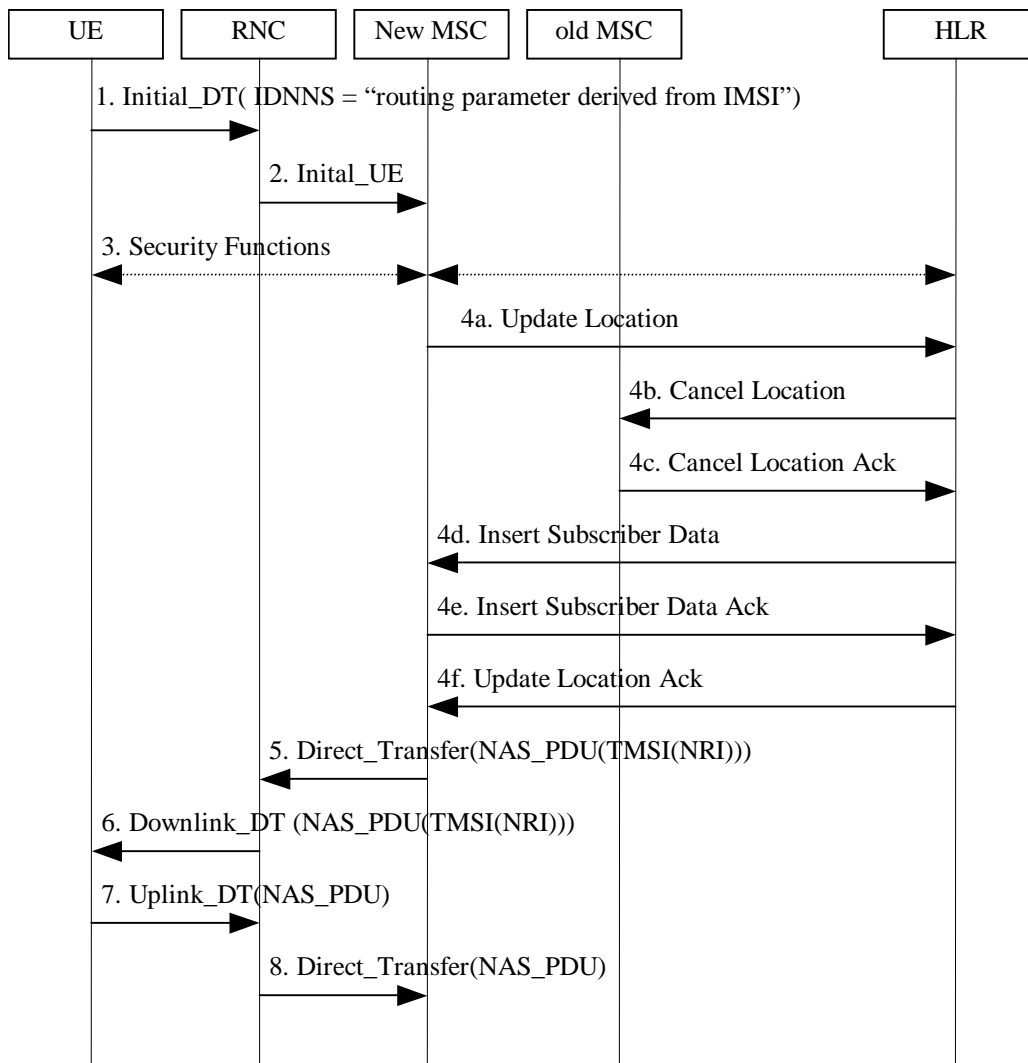 UE
RNC
New MSC
old MSC
HLR
1. Initial_DT( IDNNS = “routing parameter derived from IMSI”)
2. Inital_UE
3. Security Functions
4a. Update Location
4b. Cancel Location
4c. Cancel Location Ack
4d. Insert Subscriber Data
4e. Insert Subscriber Data Ack
4f. Update Location Ack
5. Direct_Transfer(NAS_PDU(TMSI(NRI)))
6. Downlink_DT (NAS_PDU(TMSI(NRI)))
7. Uplink_DT(NAS_PDU)
8. Direct_Transfer(NAS_PDU)